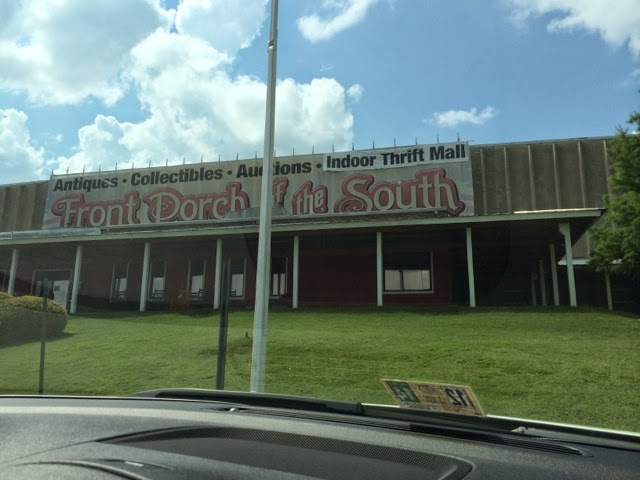 Antiques • Collectibles • Auctions • Indoor Thrift Mall
Front Porch of the South